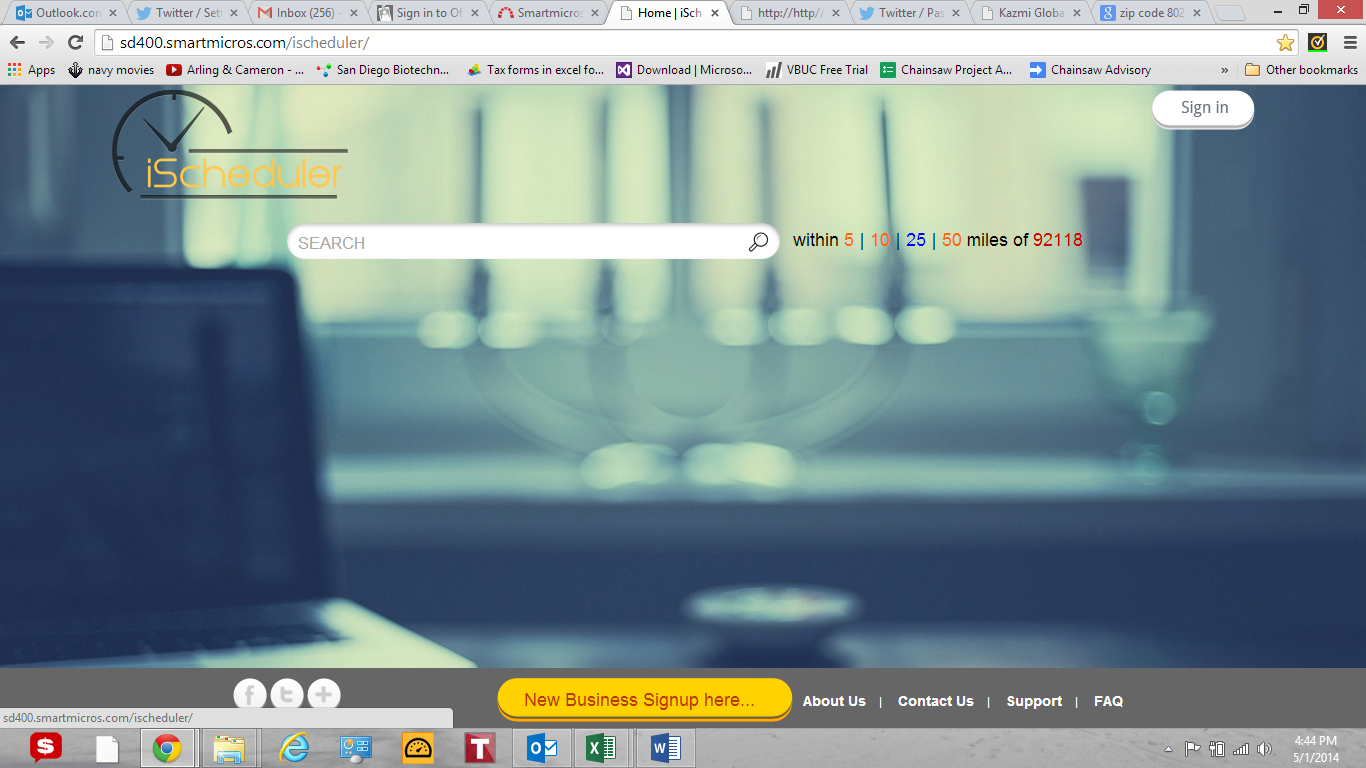 Outlook.con
Twitter / Sett
Inbox (256) -
Sign in to Of
Smartmicros
Home | iSch
http://http//
Twitter / Pas
Kazmi Globa
zip code 802
sd400.smartmicros.com/ischeduler/
Apps
navy movies
Arling & Cameron - ...
San Diego Biotechn...
Tax forms in excel fo...
Download | Microso...
VBUC Free Trial
Chainsaw Project A...
Chainsaw Advisory
»
Other bookmarks
Sign in
iScheduler
SEARCH
within 5 | 10 | 25 | 50 miles of 92118
New Business Signup here...
About Us | Contact Us | Support | FAQ
sd400.smartmicros.com/ischeduler/
4:44 PM
5/1/2014